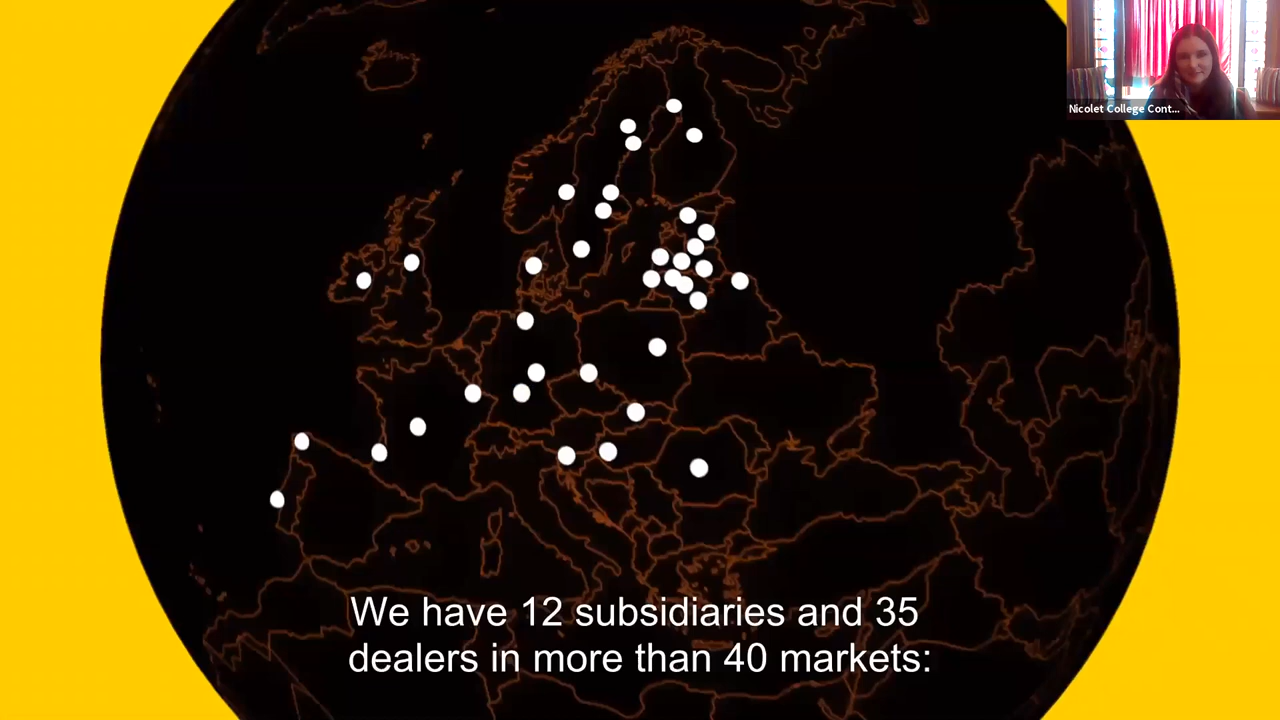 Nicolet College Cont...
We have 12 subsidiaries and 35
dealers in more than 40 markets: